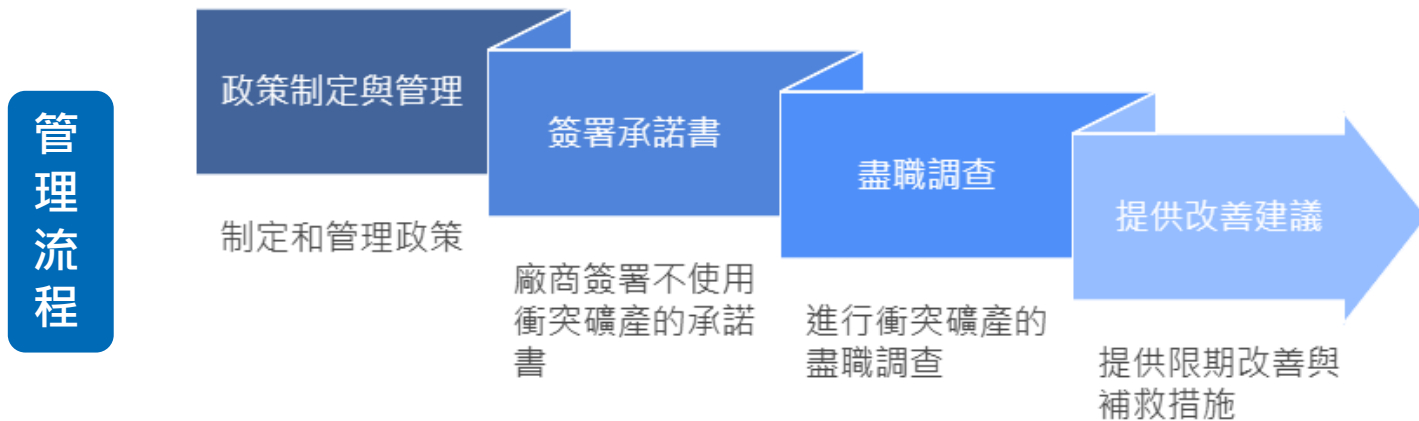 管理流程
政策制定與管理
制定和管理政策
簽署承諾書
廠商簽署不使用
衝突礦產的承諾
書
盡職調查
進行衝突礦產的
盡職調查
提供改善建議
提供限期改善與
補救措施